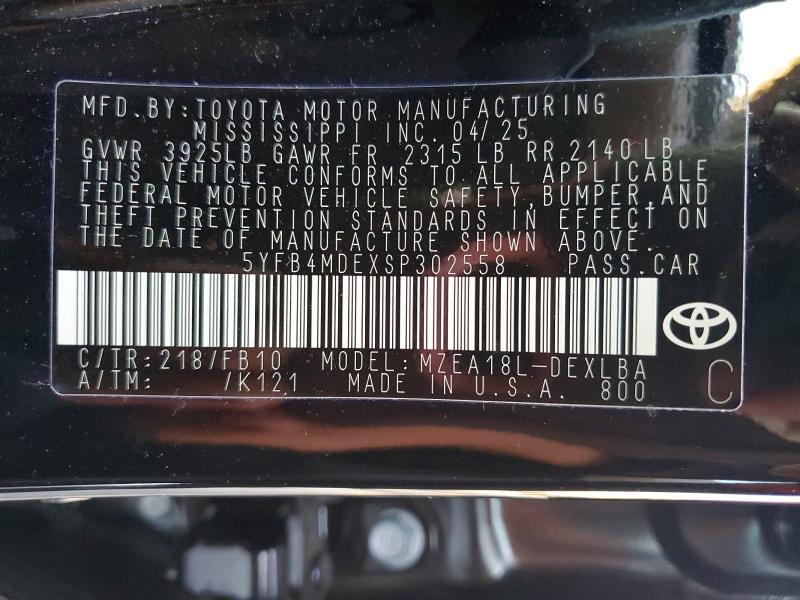 MFD. BY: TOYOTA MOTOR MANUFACTURING
MISSISSIPPI INC. 04/25
GVWR 3925LB GAWR FR 2315 LB RR 2140 LB
THIS VEHICLE CONFORMS TO ALL APPLICABLE
FEDERAL MOTOR VEHICLE SAFETY, BUMPER, AND
THEFT PREVENTION STANDARDS IN EFFECT ON
THE DATE OF MANUFACTURE SHOWN ABOVE.
5YFB4MDEXSP302558 PASS. CAR
C/TR: 218/FB10 MODEL: MZEA18L-DEXLBA
A/TM: /K121 MADE IN U.S.A. 800
C